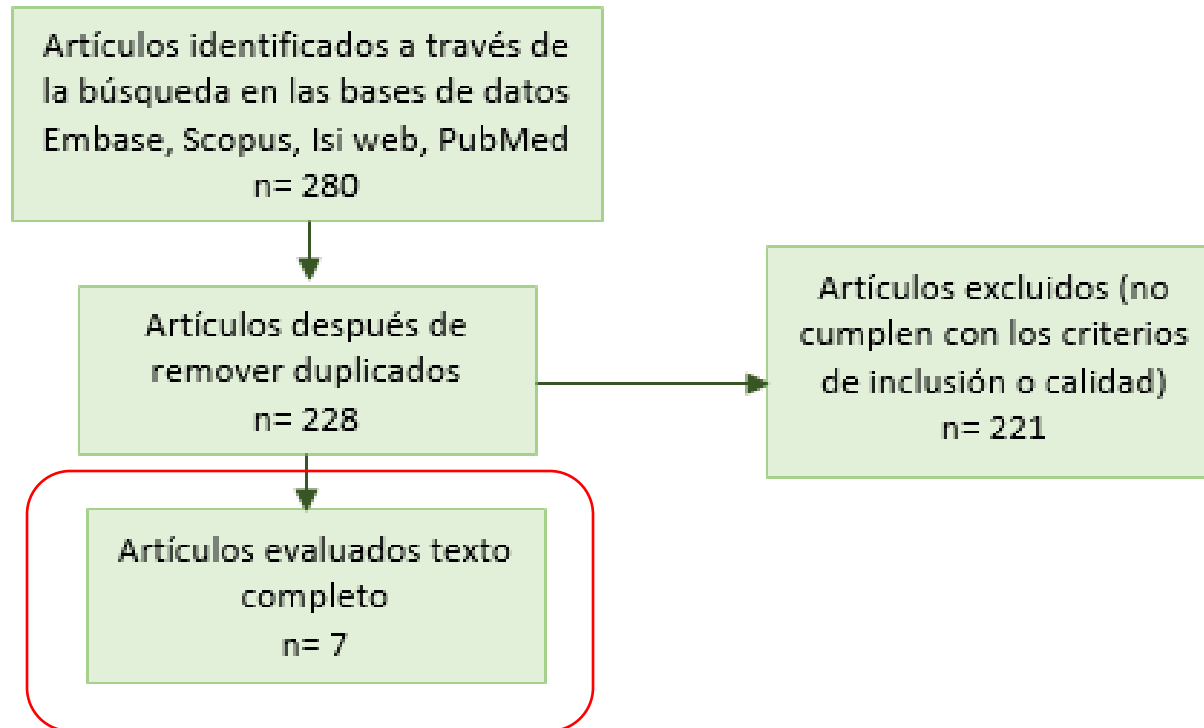 Artículos identificados a través de
la búsqueda en las bases de datos
Embase, Scopus, Isi web, PubMed
n= 280
Artículos después de
remover duplicados
n= 228
Artículos excluidos (no
cumplen con los criterios
de inclusión o calidad)
n= 221
Artículos evaluados texto
completo
n= 7